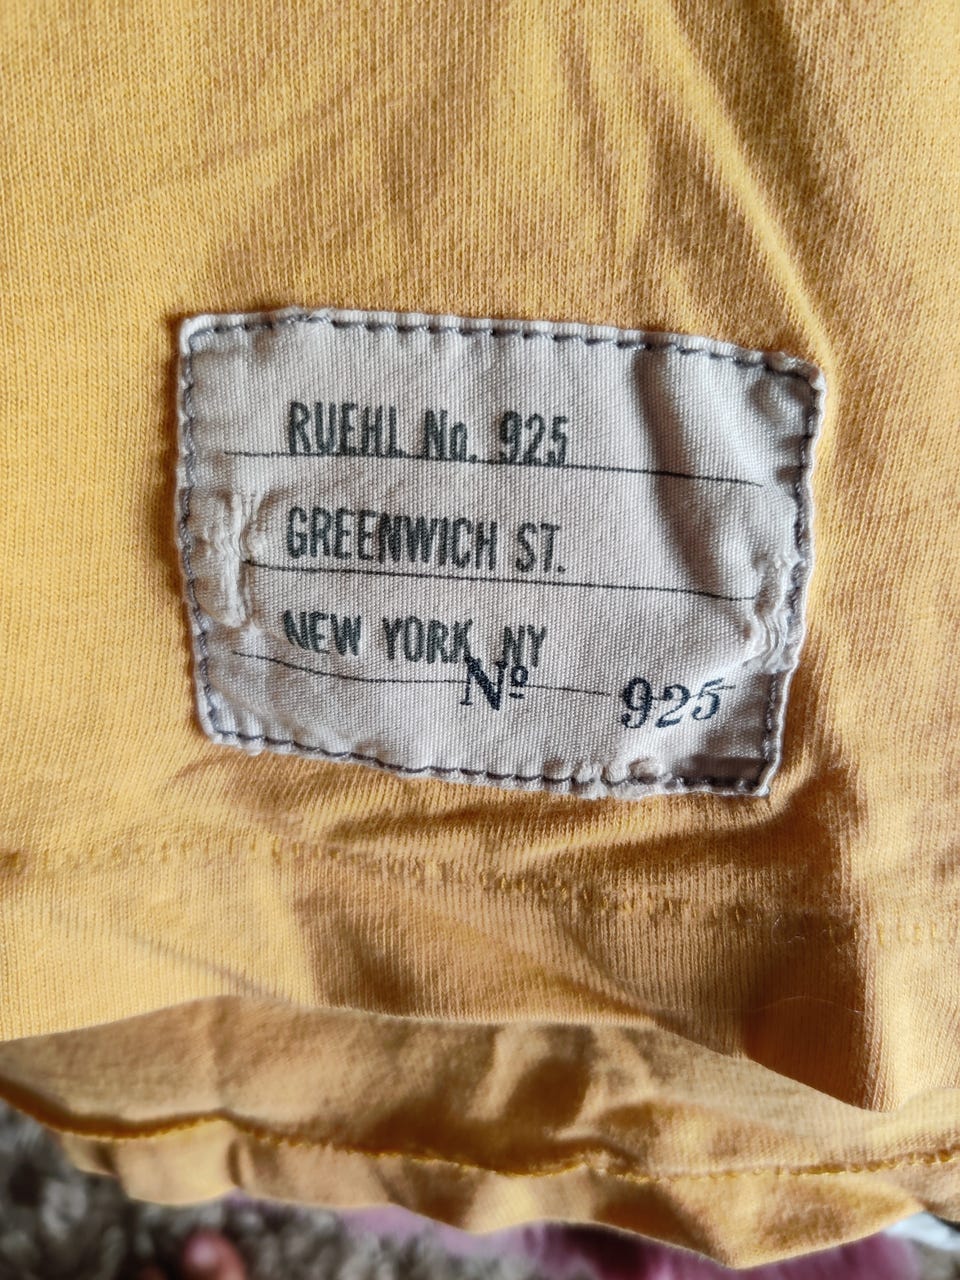 RUEHL No. 925
GREENWICH ST.
NEW YORK, NY
Nº 925